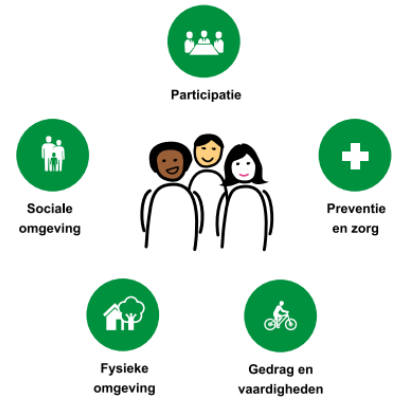 Participatie
Sociale
omgeving
Preventie
en zorg
Fysieke
omgeving
Gedrag en
vaardigheden